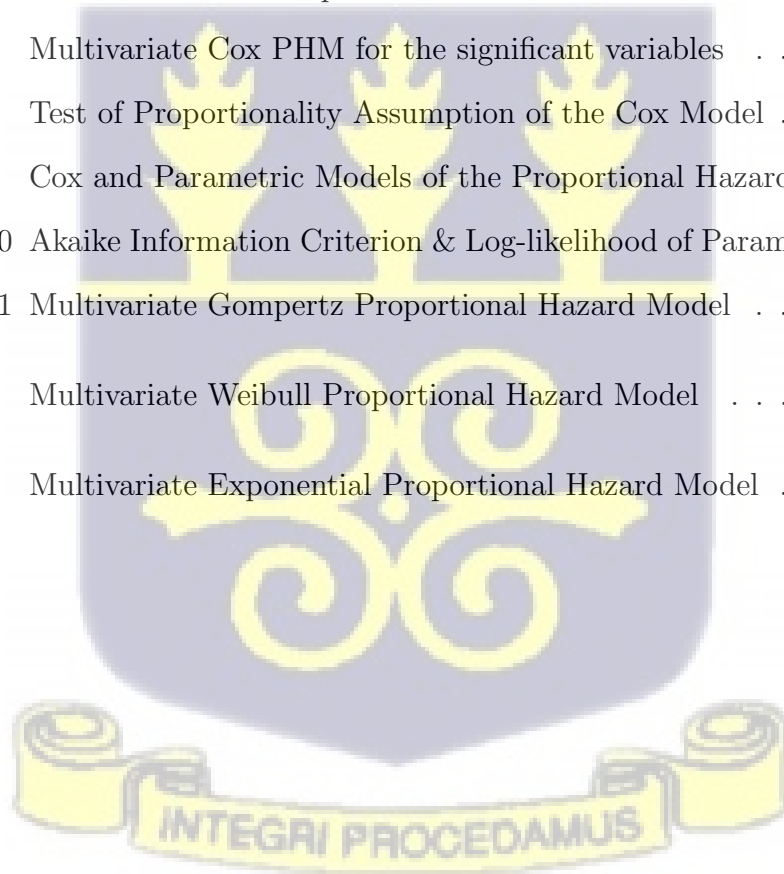 Multivariate Cox PHM for the significant variables . .
Test of Proportionality Assumption of the Cox Model .
Cox and Parametric Models of the Proportional Hazard
0 Akaike Information Criterion & Log-likelihood of Param
1 Multivariate Gompertz Proportional Hazard Model . .
Multivariate Weibull Proportional Hazard Model . . .
Multivariate Exponential Proportional Hazard Model .
INTEGRI PROCEDAMUS